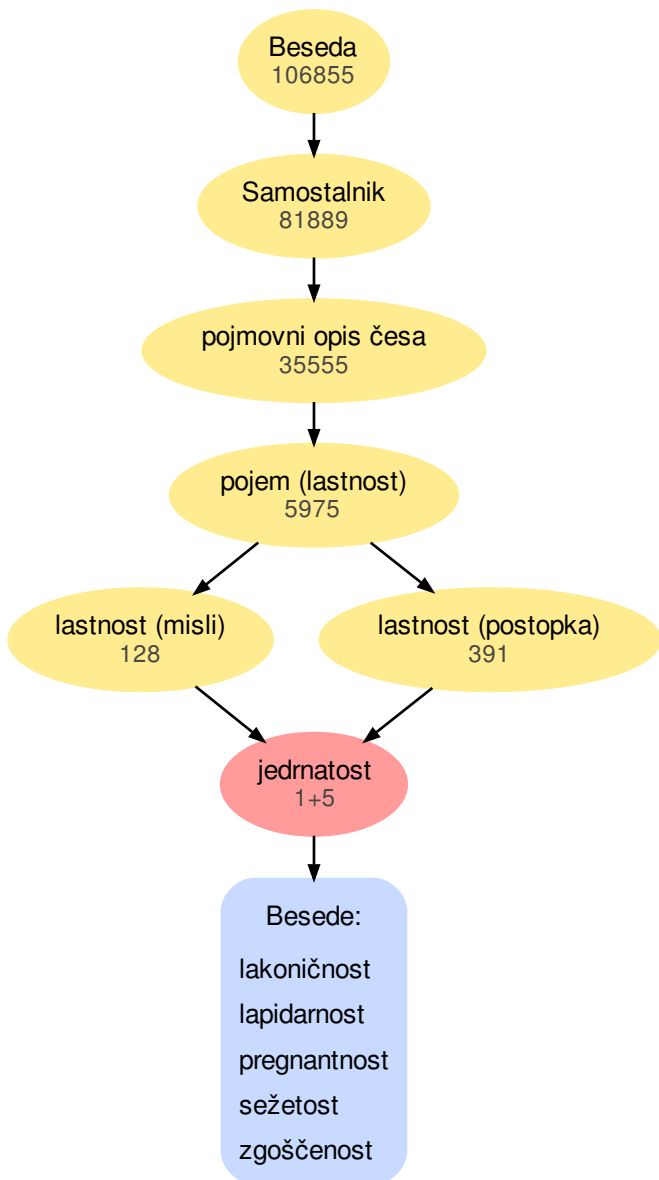 Beseda
106855
Samostalnik
81889
pojmovni opis česa
35555
pojem (lastnost)
5975
lastnost (misli)
128
lastnost (postopka)
391
jedrnatost
1+5
Besede:
lakoničnost
lapidarnost
pregnantnost
sežetost
zgoščenost